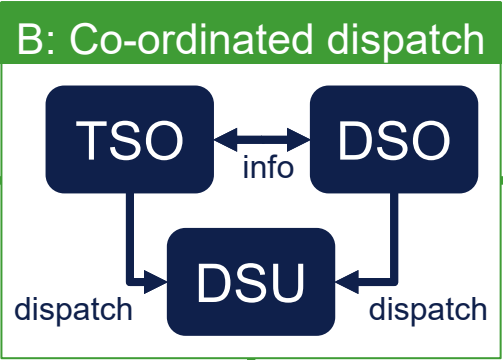 B: Co-ordinated dispatch
TSO
DSO
info
DSU
dispatch
dispatch